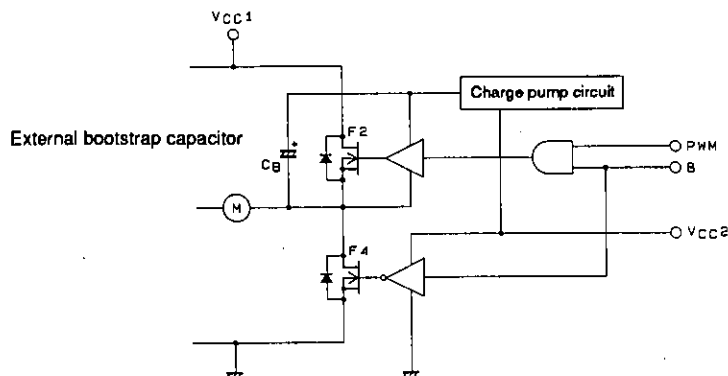 VCC1
Charge pump circuit
External bootstrap capacitor
F2
+
CB
PWM
B
M
VCC2
F4